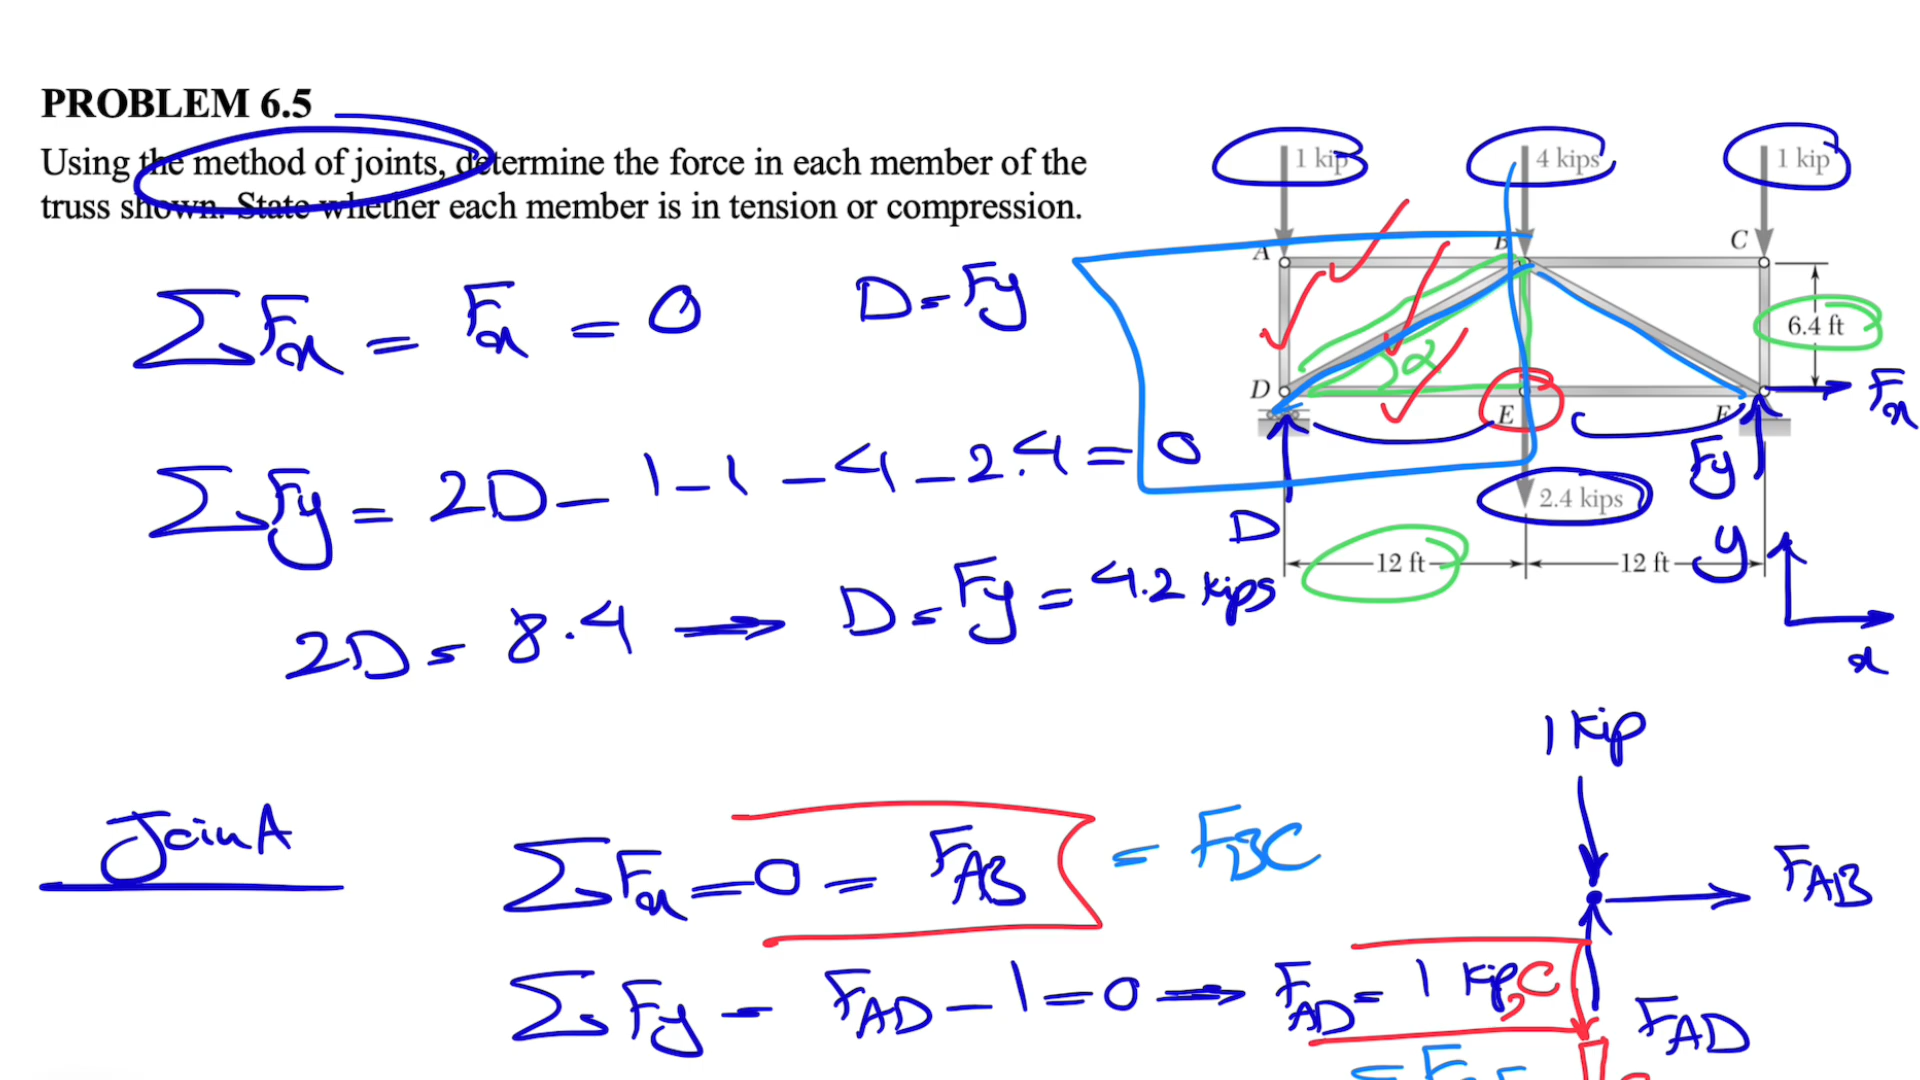 PROBLEM 6.5
Using the method of joints, determine the force in each member of the
truss shown. State whether each member is in tension or compression.
1 kip
4 kips
1 kip
A
B
C
6.4 ft
α
D
E
F
Fx
Fy
D
2.4 kips
12 ft
12 ft
y
x
ΣFx = Fx = 0
D = Fy
ΣFy = 2D - 1 - 1 - 4 - 2.4 = 0
2D = 8.4 → D = Fy = 4.2 kips
1 kip
Join A
ΣFx = 0 = FAB = FBC
FAB
ΣFy = FAD - 1 = 0 → FAD = 1 kip, C
FAD